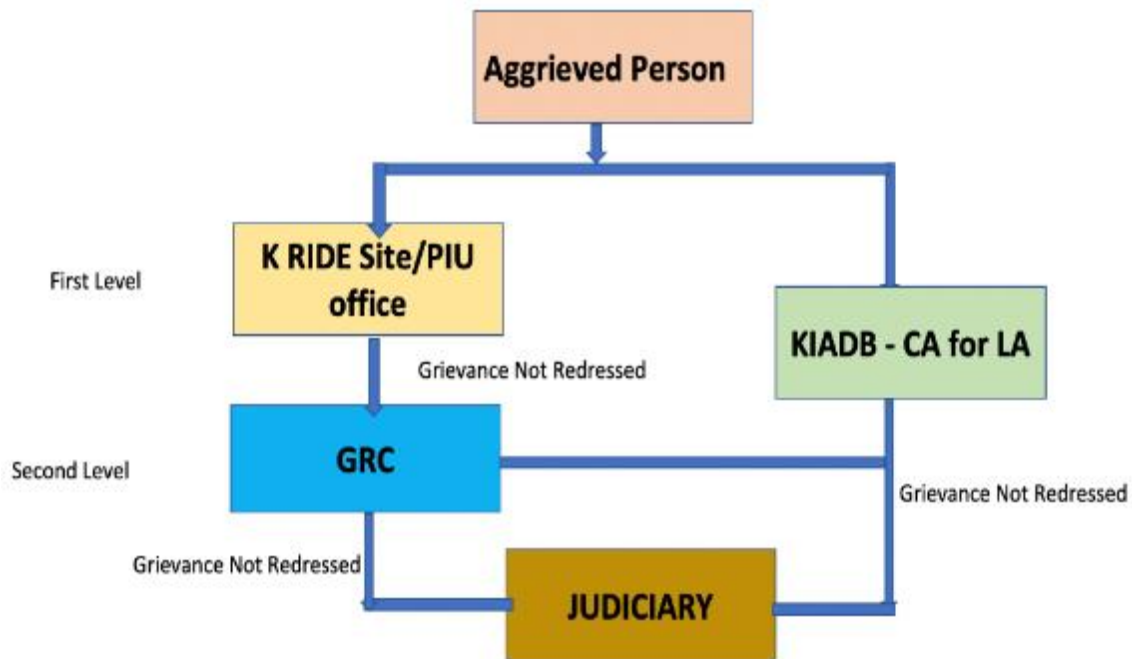 Aggrieved Person
K RIDE Site/PIU
office
First Level
KIADB - CA for LA
Grievance Not Redressed
GRC
Second Level
Grievance Not Redressed
Grievance Not Redressed
JUDICIARY